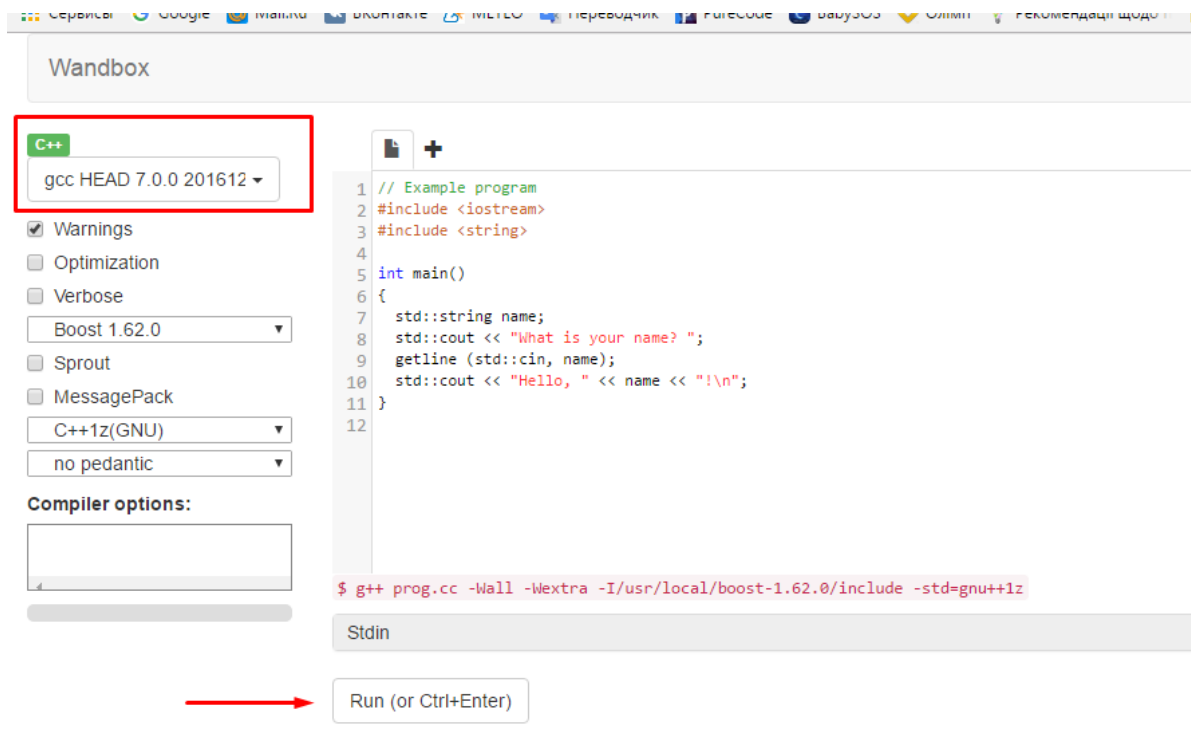 Сервисы Google Mail.Ru ВКонтакте METEO Переводчик PureCode BabySOS Олімп Рекомендації щодо
Wandbox
C++
gcc HEAD 7.0.0 201612
Warnings
Optimization
Verbose
Boost 1.62.0
Sprout
MessagePack
C++1z(GNU)
no pedantic
Compiler options:
1 // Example program
2 #include <iostream>
3 #include <string>
4
5 int main()
6 {
7 std::string name;
8 std::cout << "What is your name? ";
9 getline (std::cin, name);
10 std::cout << "Hello, " << name << "!\n";
11 }
12
$ g++ prog.cc -Wall -Wextra -I/usr/local/boost-1.62.0/include -std=gnu++1z
Stdin
Run (or Ctrl+Enter)